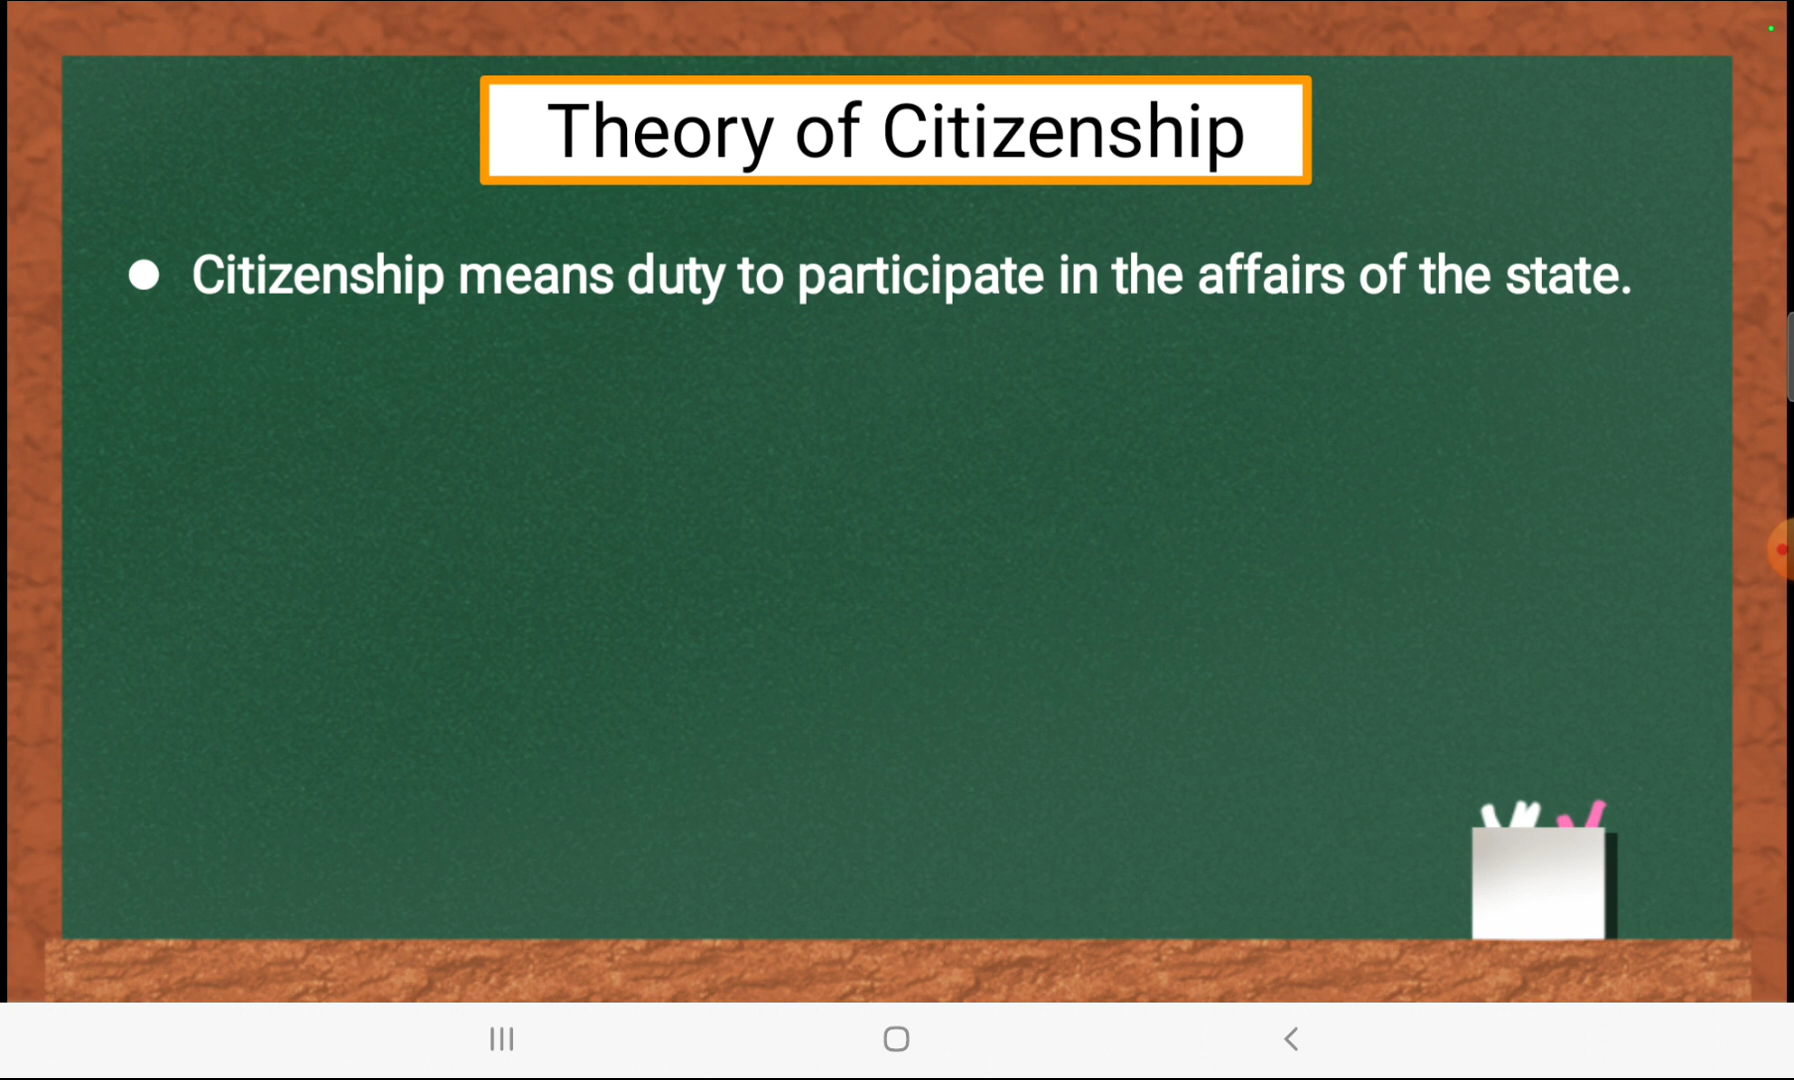 Theory of Citizenship
● Citizenship means duty to participate in the affairs of the state.